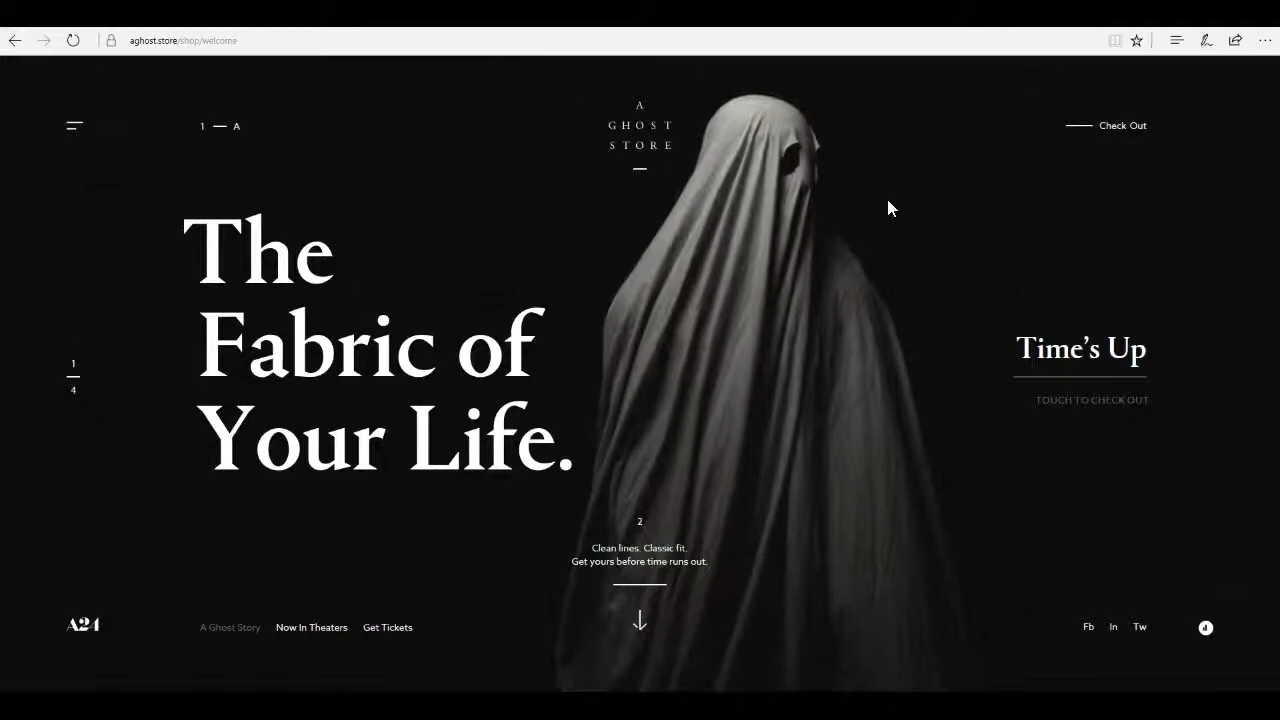 aghost.store/shop/welcome
1 — A
A
GHOST
STORE
Check Out
The
Fabric of
Your Life.
1
4
Time's Up
TOUCH TO CHECK OUT
2
Clean lines. Classic fit.
Get yours before time runs out.
A24
A Ghost Story Now In Theaters Get Tickets
Fb In Tw